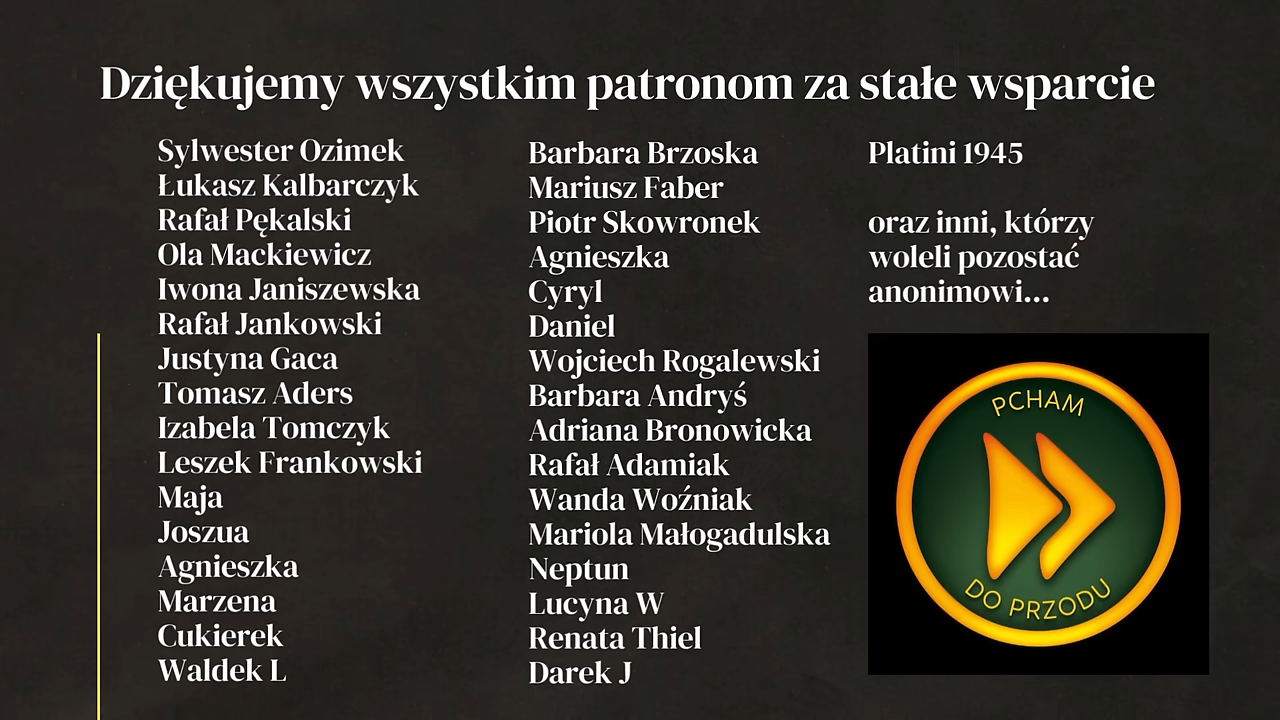 Dziękujemy wszystkim patronom za stałe wsparcie
Sylwester Ozimek
Łukasz Kalbarczyk
Rafał Pękalski
Ola Mackiewicz
Iwona Janiszewska
Rafał Jankowski
Justyna Gaca
Tomasz Aders
Izabela Tomczyk
Leszek Frankowski
Maja
Joszua
Agnieszka
Marzena
Cukierek
Waldek L
Barbara Brzoska
Mariusz Faber
Piotr Skowronek
Agnieszka
Cyryl
Daniel
Wojciech Rogalewski
Barbara Andryś
Adriana Bronowicka
Rafał Adamiak
Wanda Woźniak
Mariola Małogadulska
Neptun
Lucyna W
Renata Thiel
Darek J
Platini 1945
oraz inni, którzy
woleli pozostać
anonimowi...
PCHAM
DO PRZODU